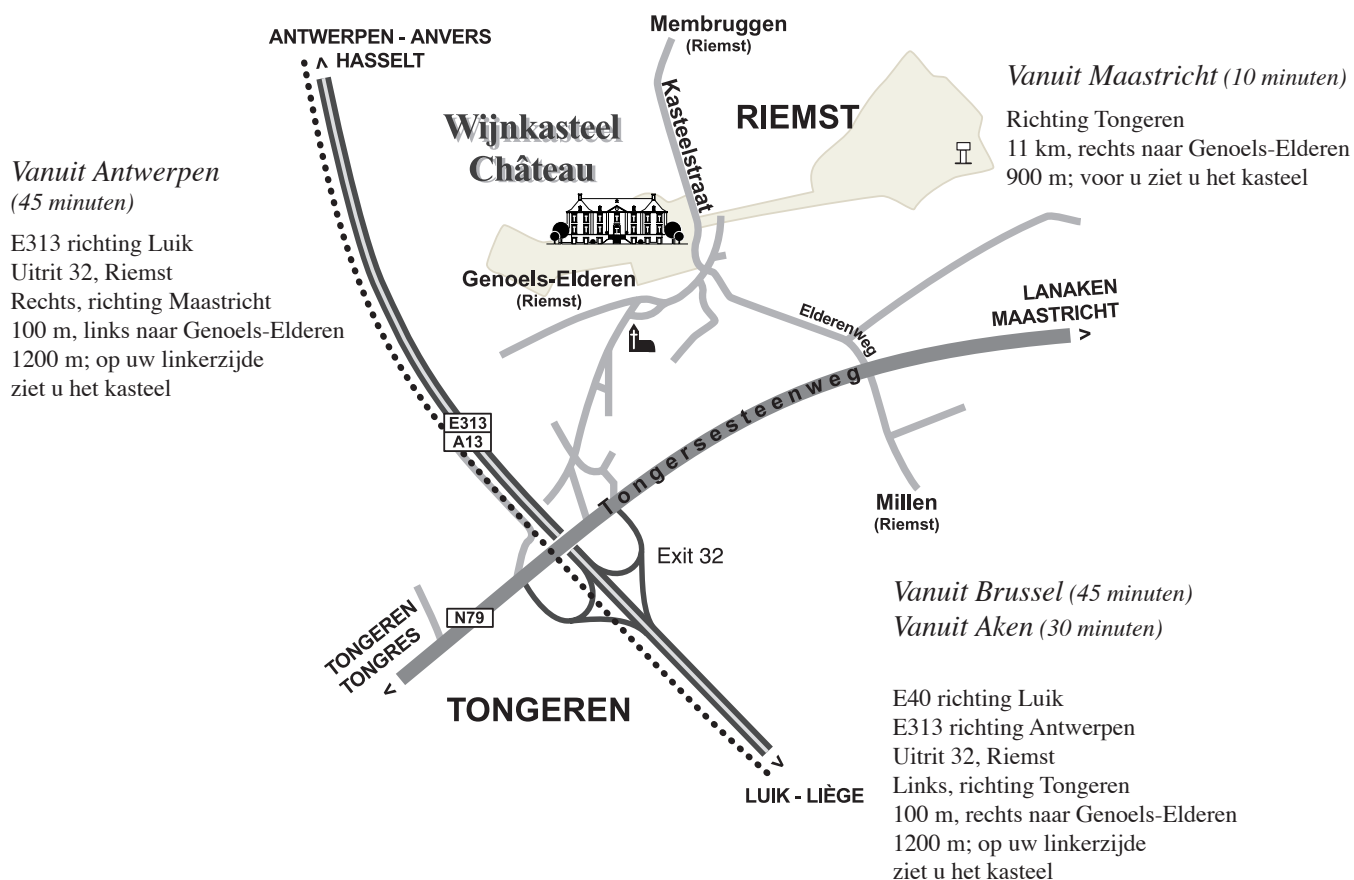 ANTWERPEN - ANVERS
HASSELT
Membruggen
(Riemst)
Kasteelstraat
RIEMST
Wijnkasteel
Château
Vanuit Maastricht (10 minuten)
Richting Tongeren
11 km, rechts naar Genoels-Elderen
900 m; voor u ziet u het kasteel
Vanuit Antwerpen
(45 minuten)
E313 richting Luik
Uitrit 32, Riemst
Rechts, richting Maastricht
100 m, links naar Genoels-Elderen
1200 m; op uw linkerzijde
ziet u het kasteel
Genoels-Elderen
(Riemst)
LANAKEN
MAASTRICHT
Elderenweg
Tongersesteenweg
E313
A13
Millen
(Riemst)
Exit 32
N79
TONGEREN
TONGRES
TONGEREN
LUIK - LIÈGE
Vanuit Brussel (45 minuten)
Vanuit Aken (30 minuten)
E40 richting Luik
E313 richting Antwerpen
Uitrit 32, Riemst
Links, richting Tongeren
100 m, rechts naar Genoels-Elderen
1200 m; op uw linkerzijde
ziet u het kasteel